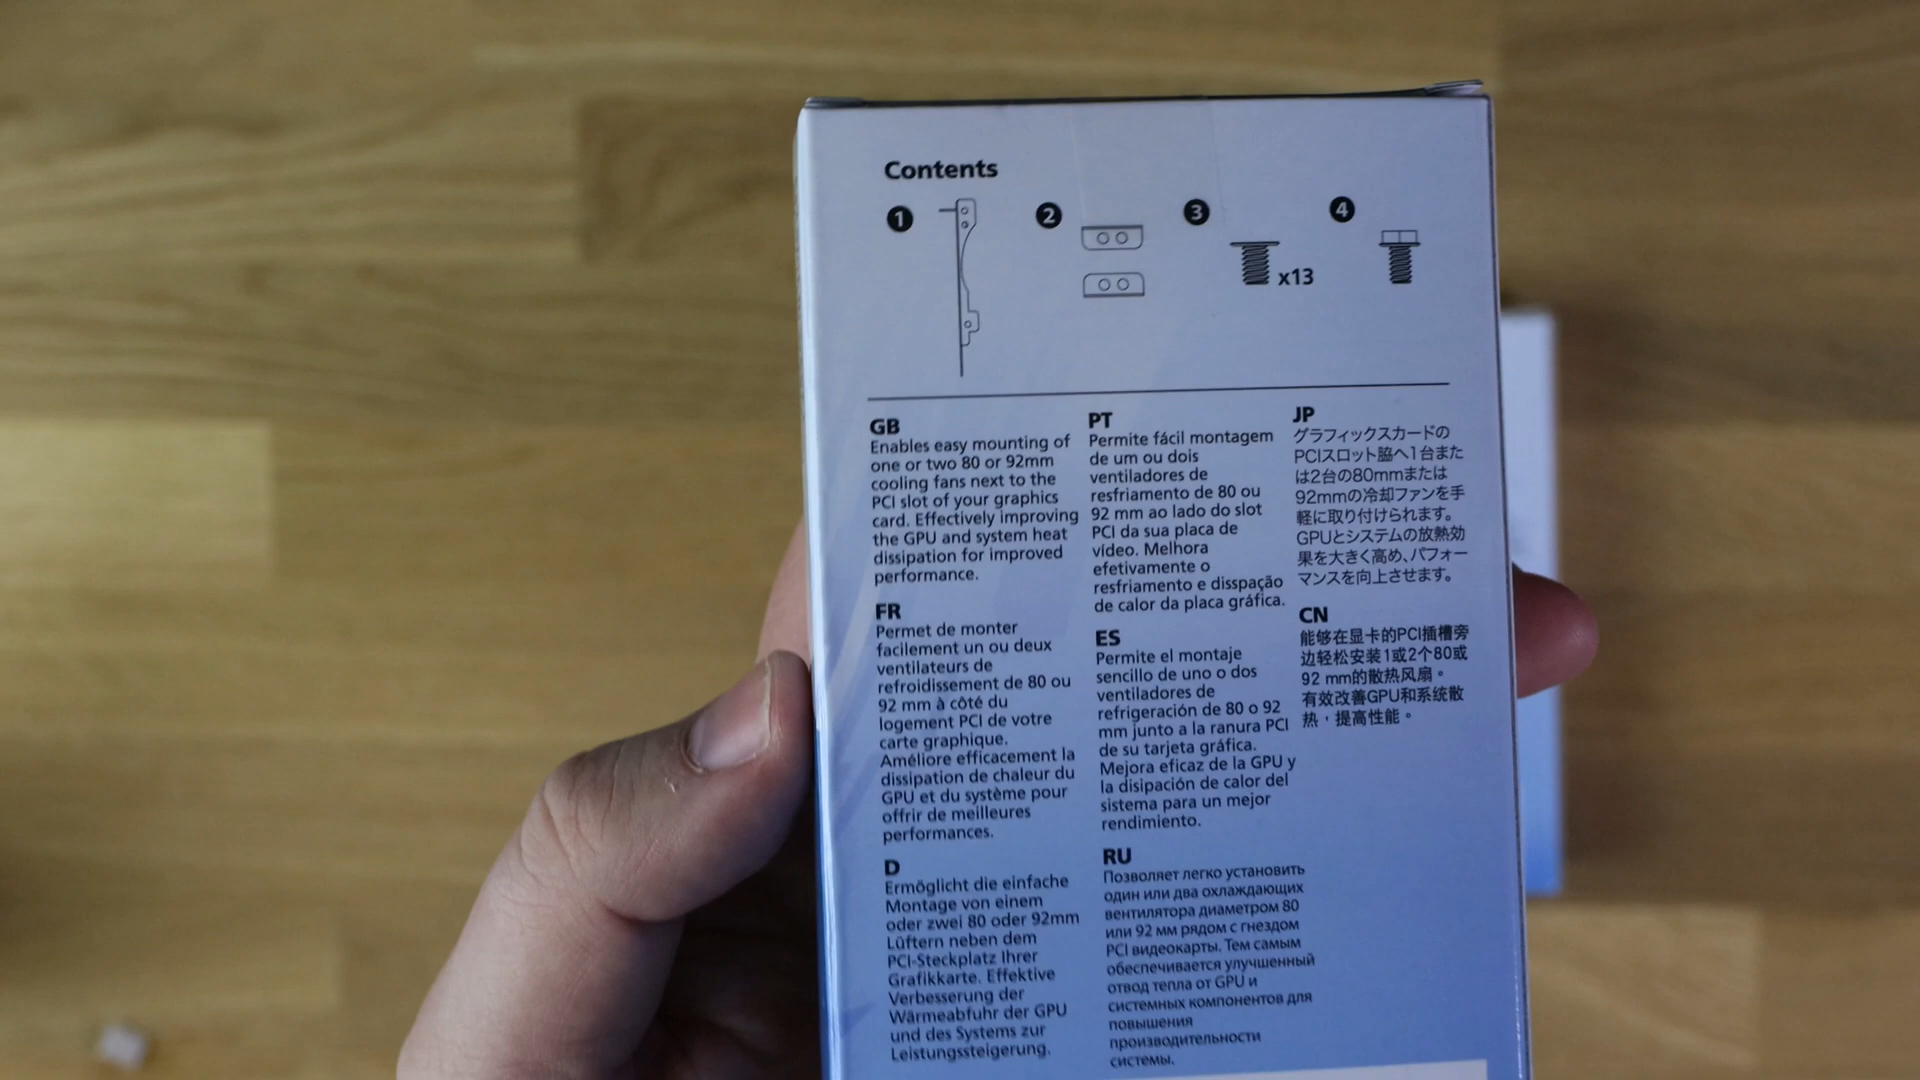 Contents
1
2
3
4
x13
GB
Enables easy mounting of
one or two 80 or 92mm
cooling fans next to the
PCI slot of your graphics
card. Effectively improving
the GPU and system heat
dissipation for improved
performance.
FR
Permet de monter
facilement un ou deux
ventilateurs de
refroidissement de 80 ou
92 mm à côté du
logement PCI de votre
carte graphique.
Améliore efficacement la
dissipation de chaleur du
GPU et du système pour
offrir de meilleures
performances.
D
Ermöglicht die einfache
Montage von einem
oder zwei 80 oder 92mm
Lüftern neben dem
PCI-Steckplatz Ihrer
Grafikkarte. Effektive
Verbesserung der
Wärmeabfuhr der GPU
und des Systems zur
Leistungssteigerung.
PT
Permite fácil montagem
de um ou dois
ventiladores de
resfriamento de 80 ou
92 mm ao lado do slot
PCI da sua placa de
vídeo. Melhora
efetivamente o
resfriamento e disspação
de calor da placa gráfica.
ES
Permite el montaje
sencillo de uno o dos
ventiladores de
refrigeración de 80 o 92
mm junto a la ranura PCI
de su tarjeta gráfica.
Mejora eficaz de la GPU y
la disipación de calor del
sistema para un mejor
rendimiento.
RU
Позволяет легко установить
один или два охлаждающих
вентилятора диаметром 80
или 92 мм рядом с гнездом
PCI видеокарты. Тем самым
обеспечивается улучшенный
отвод тепла от GPU и
системных компонентов для
повышения
производительности
системы.
JP
グラフィックスカードの
PCIスロット脇へ1台また
は2台の80mmまたは
92mmの冷却ファンを手
軽に取り付けられます。
GPUとシステムの放熱効
果を大きく高め、パフォー
マンスを向上させます。
CN
能够在显卡的PCI插槽旁
边轻松安装1或2个80或
92 mm的散热风扇。
有效改善GPU和系统散
热，提高性能。